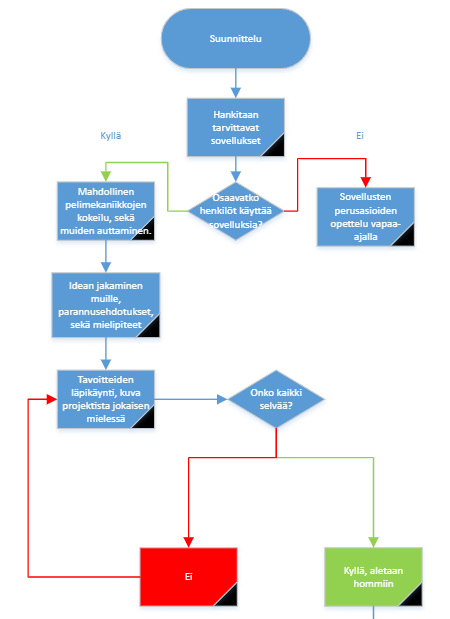 Suunnittelu
Hankitaan
tarvittavat
sovellukset
Kyllä
Ei
Osaavatko
henkilöt käyttää
sovelluksia?
Mahdollinen
pelimekaniikkojen
kokeilu, sekä
muiden auttaminen.
Sovellusten
perusasioiden
opettelu vapaa-
ajalla
Idean jakaminen
muille,
parannusehdotukset,
sekä mielipiteet
Tavoitteiden
läpikäynti, kuva
projektista jokaisen
mielessä
Onko kaikki
selvää?
Ei
Kyllä, aletaan
hommiin